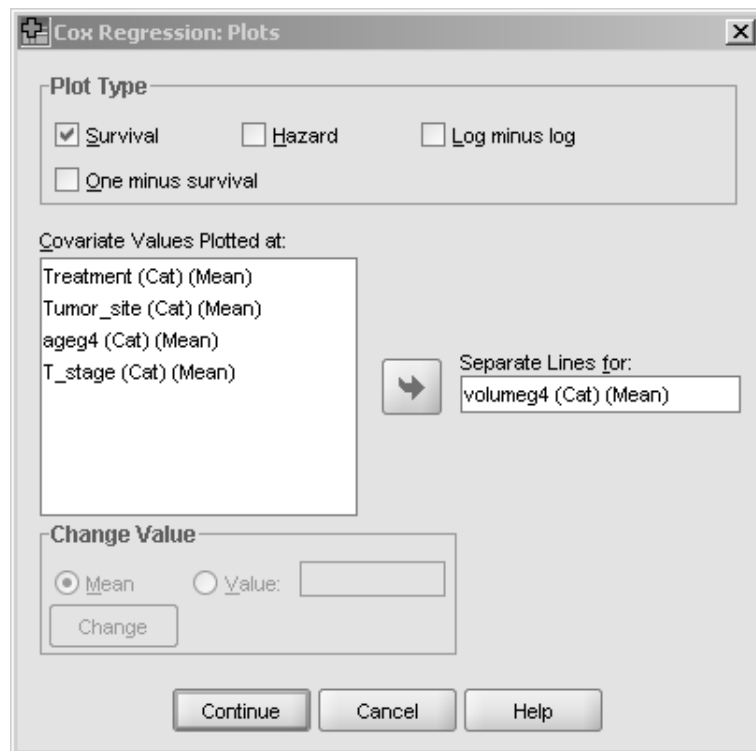 Cox Regression: Plots
Plot Type
Survival Hazard Log minus log
One minus survival
Covariate Values Plotted at:
Treatment (Cat) (Mean)
Tumor_site (Cat) (Mean)
ageg4 (Cat) (Mean)
T_stage (Cat) (Mean)
Separate Lines for:
volumeg4 (Cat) (Mean)
Change Value
Mean Value:
Change
Continue Cancel Help